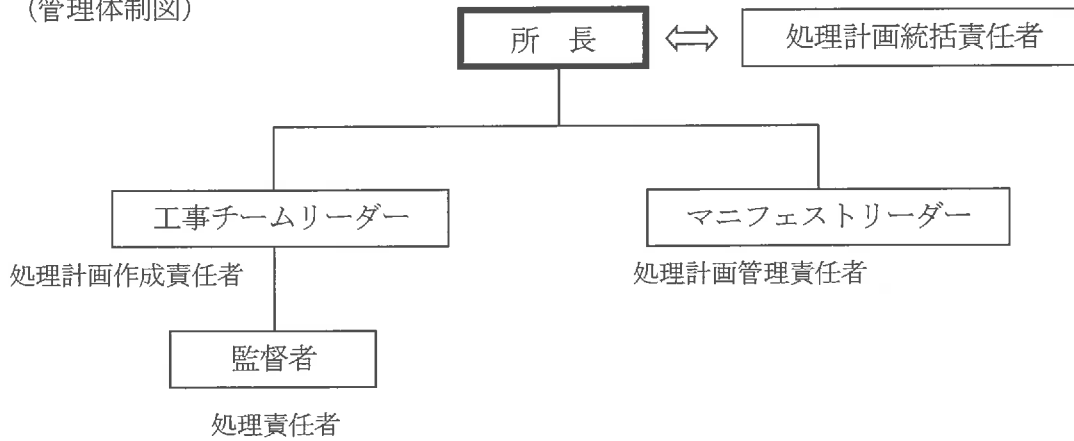 （管理体制図）
所　長
⇔
処理計画統括責任者
工事チームリーダー
マニフェストリーダー
処理計画作成責任者
処理計画管理責任者
監督者
処理責任者